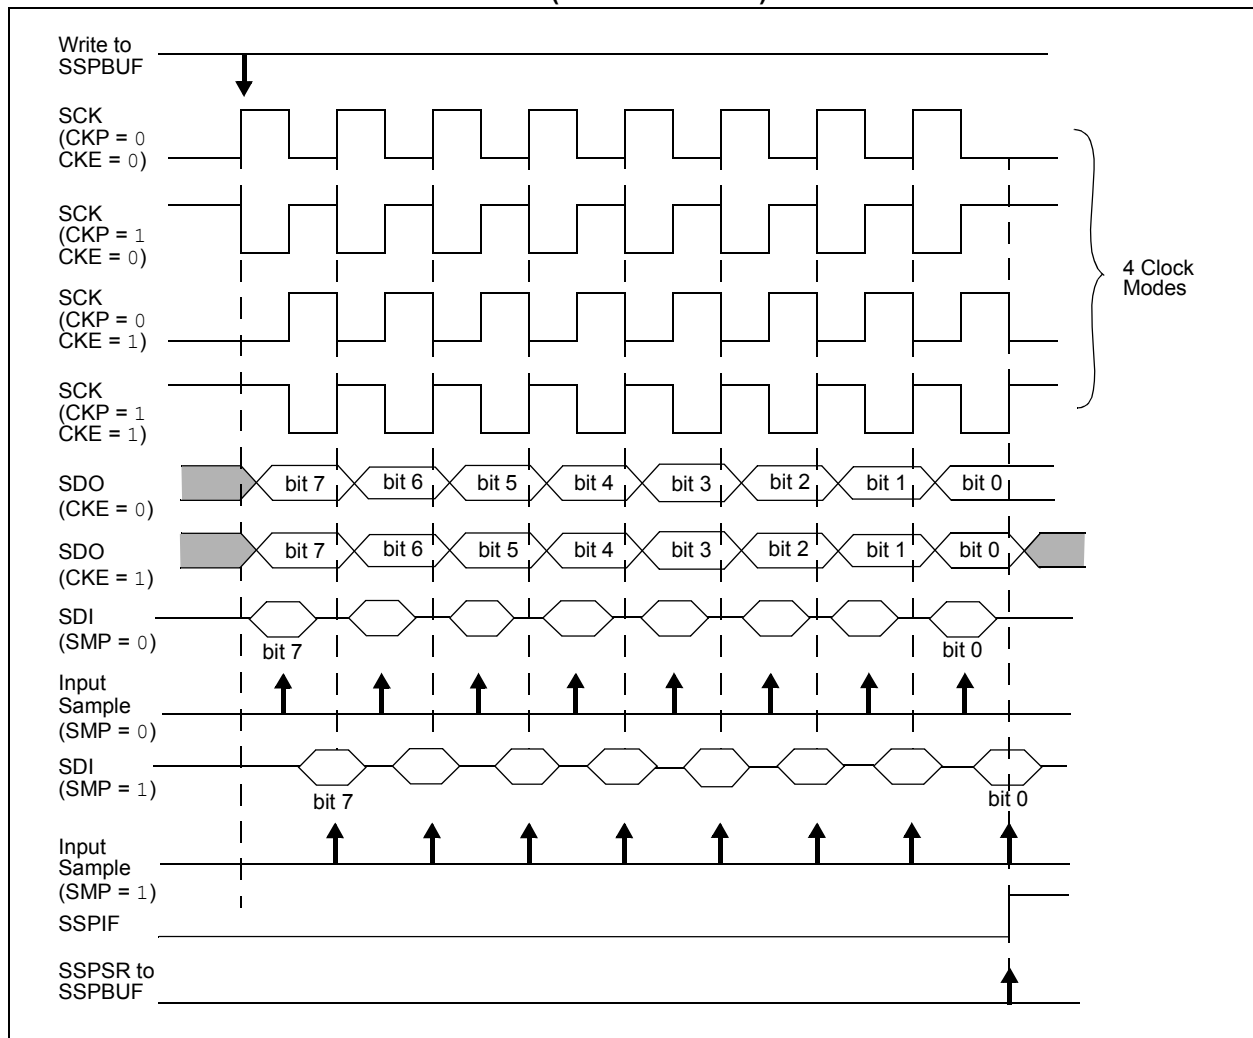 Write to
SSPBUF
SCK
(CKP = 0
CKE = 0)
SCK
(CKP = 1
CKE = 0)
SCK
(CKP = 0
CKE = 1)
SCK
(CKP = 1
CKE = 1)
4 Clock
Modes
SDO
(CKE = 0)
bit 7 bit 6 bit 5 bit 4 bit 3 bit 2 bit 1 bit 0
SDO
(CKE = 1)
bit 7 bit 6 bit 5 bit 4 bit 3 bit 2 bit 1 bit 0
SDI
(SMP = 0)
bit 7 bit 0
Input
Sample
(SMP = 0)
SDI
(SMP = 1)
bit 7 bit 0
Input
Sample
(SMP = 1)
SSPIF
SSPSR to
SSPBUF